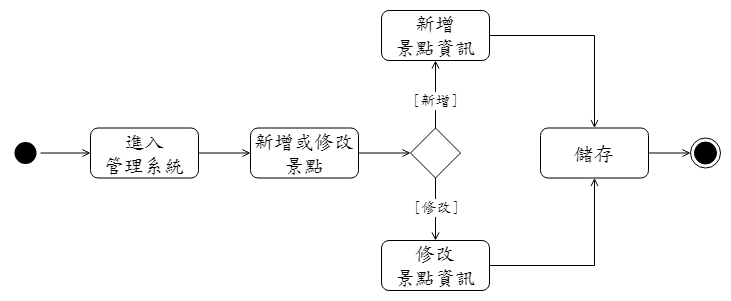 新增
景點資訊
[新增]
進入
管理系統
新增或修改
景點
儲存
[修改]
修改
景點資訊